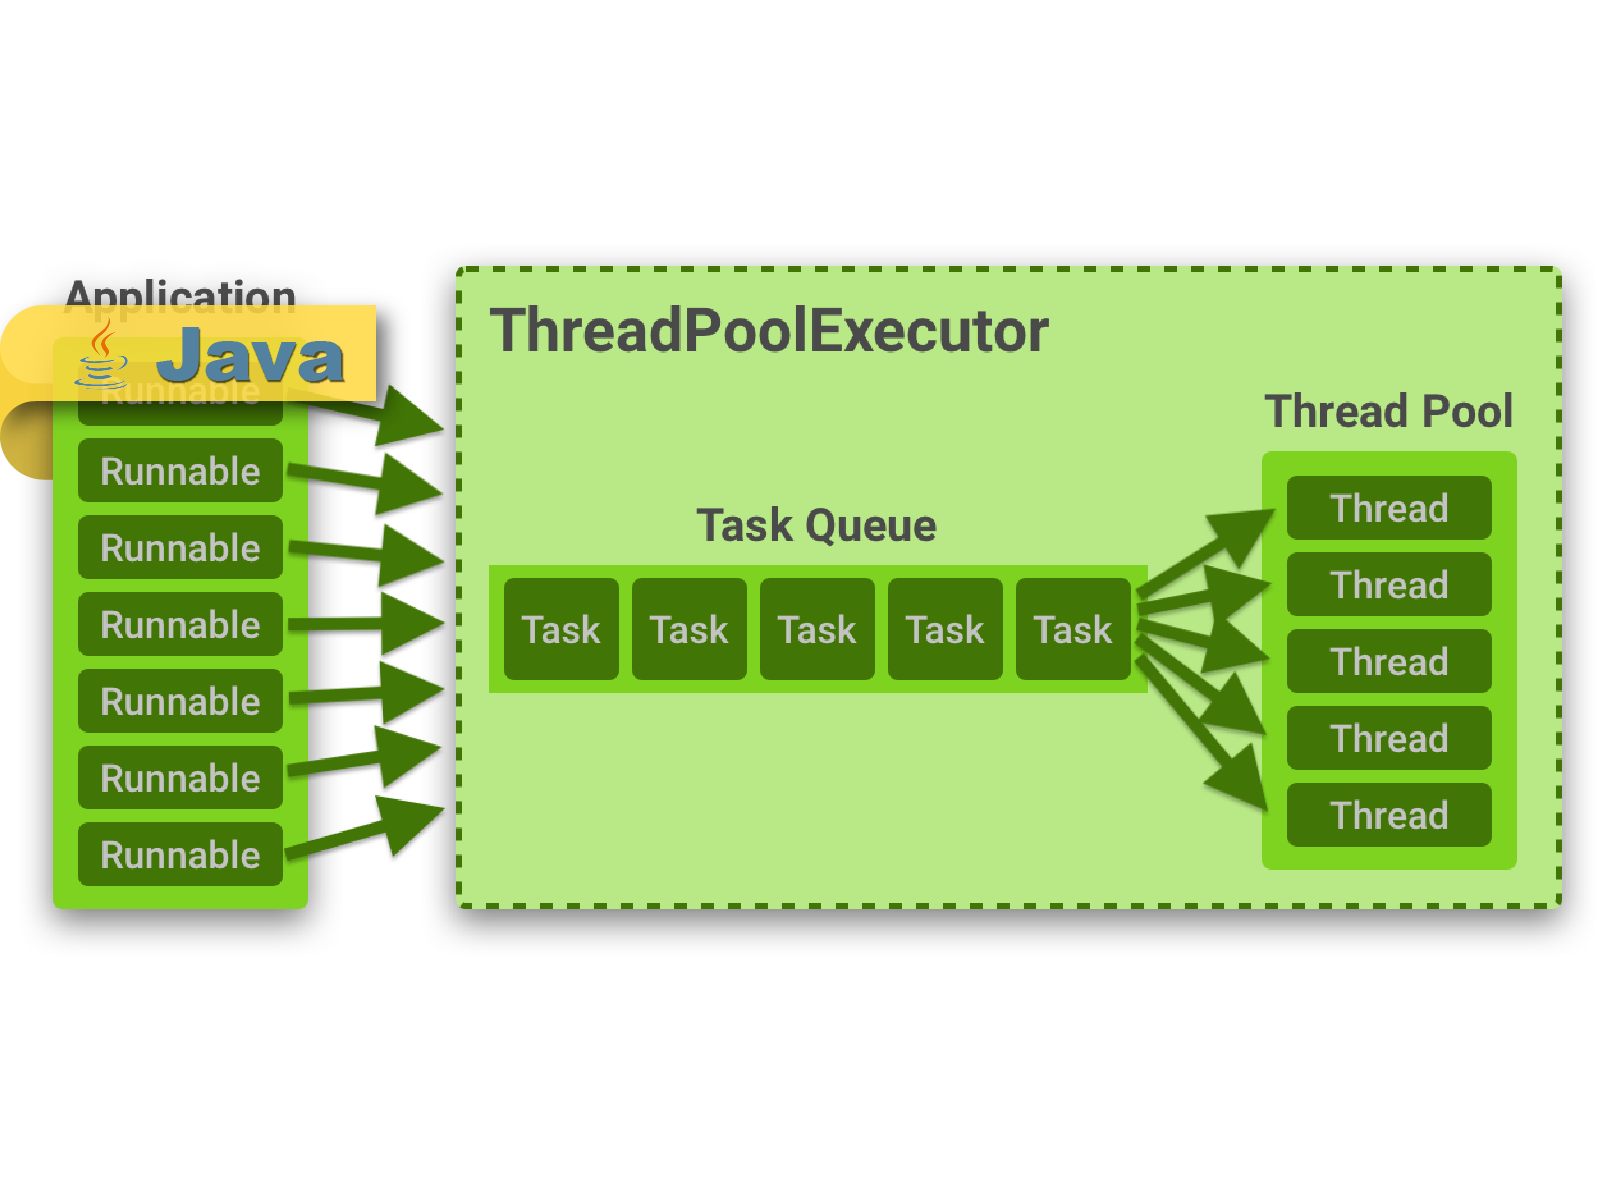 Application
Java
Runnable
Runnable
Runnable
Runnable
Runnable
Runnable
Runnable
ThreadPoolExecutor
Task Queue
Task Task Task Task Task
Thread Pool
Thread
Thread
Thread
Thread
Thread